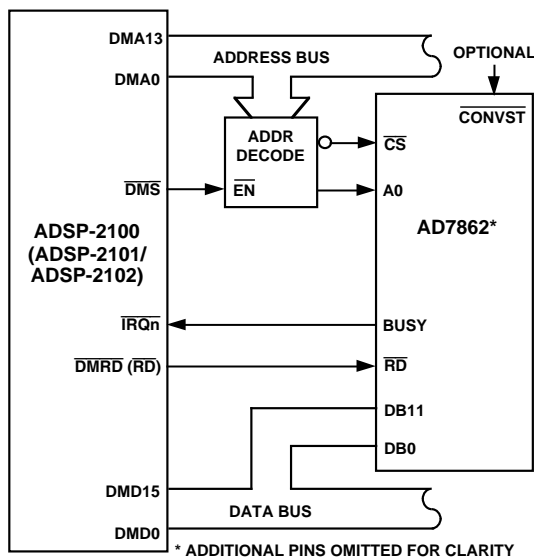 DMA13
ADDRESS BUS
OPTIONAL
DMA0
CONVST
ADDR
DECODE
CS
DMS
EN
A0
ADSP-2100
(ADSP-2101/
ADSP-2102)
AD7862*
IRQn
BUSY
DMRD (RD)
RD
DB11
DB0
DMD15
DATA BUS
DMD0
* ADDITIONAL PINS OMITTED FOR CLARITY